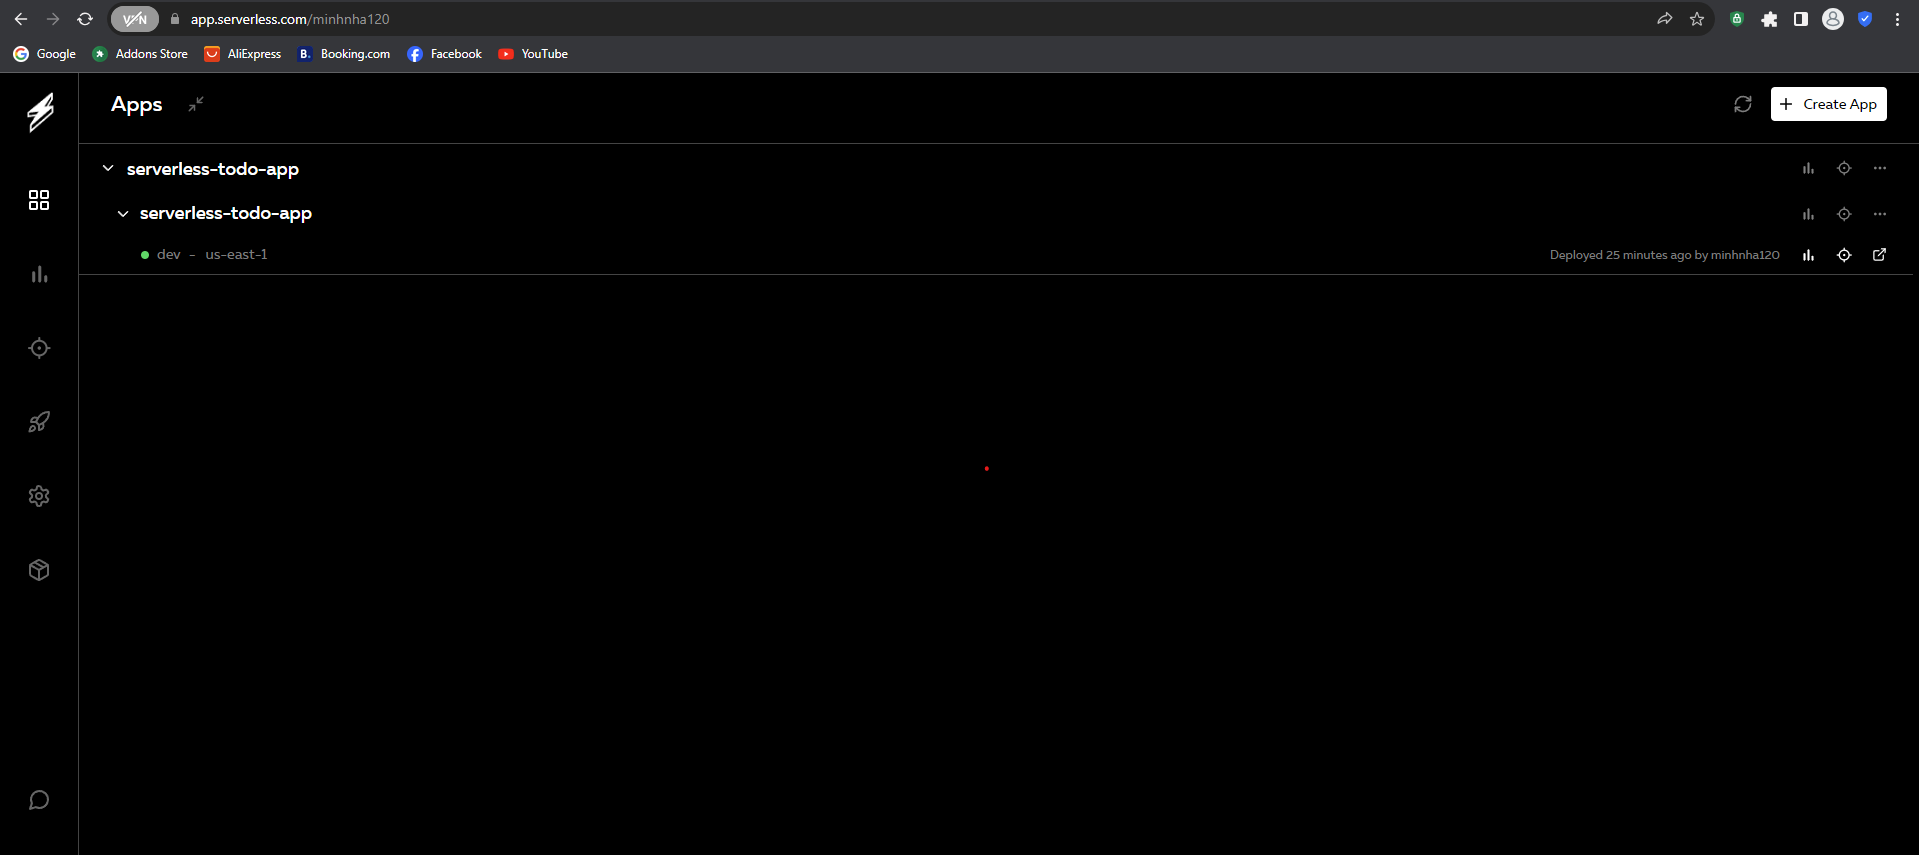 VPN
app.serverless.com/minhnha120
Google
Addons Store
AliExpress
B. Booking.com
Facebook
YouTube
Apps
Create App
serverless-todo-app
serverless-todo-app
dev - us-east-1
Deployed 25 minutes ago by minhnha120